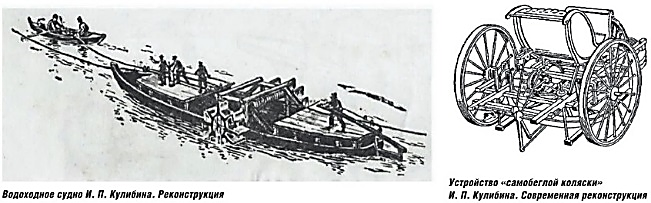 Водоходное судно И. П. Кулибина. Реконструкция
Устройство «самобеглой коляски»
И. П. Кулибина. Современная реконструкция